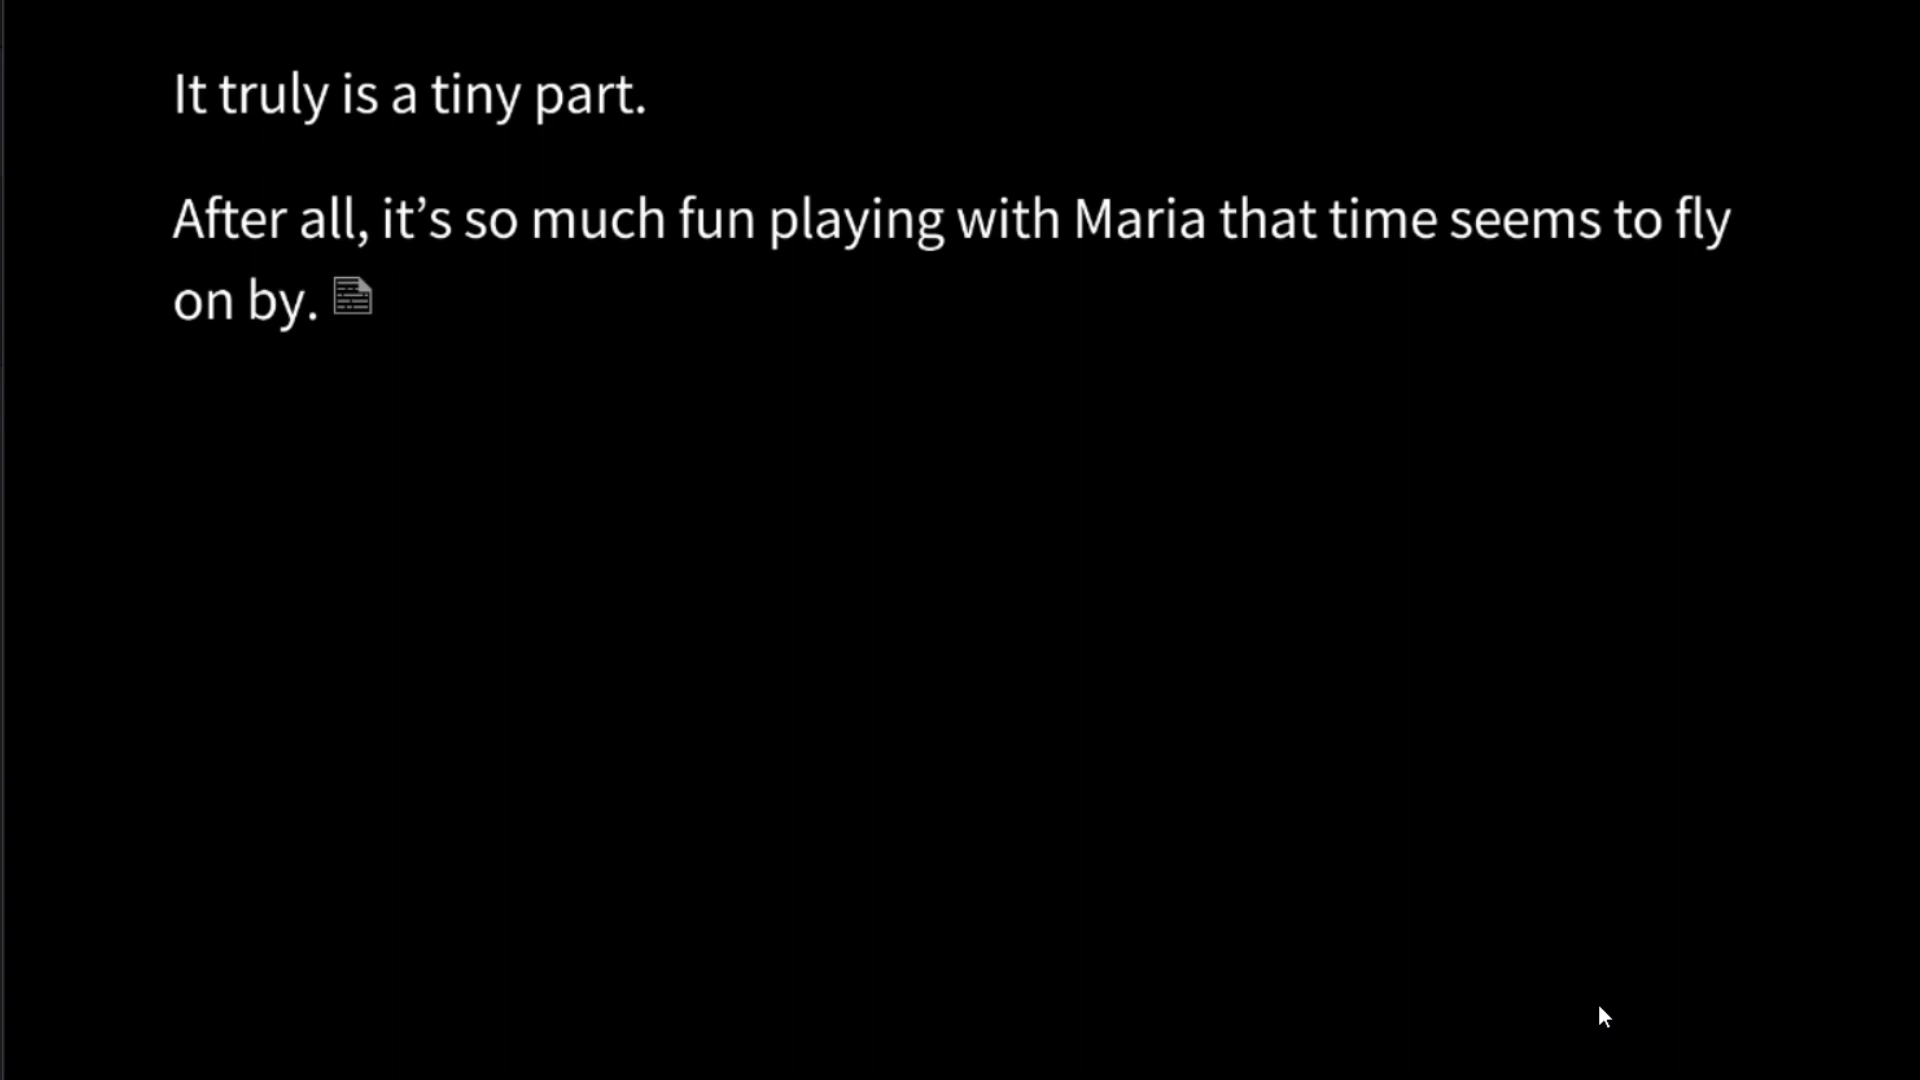 It truly is a tiny part.
After all, it’s so much fun playing with Maria that time seems to fly
on by.